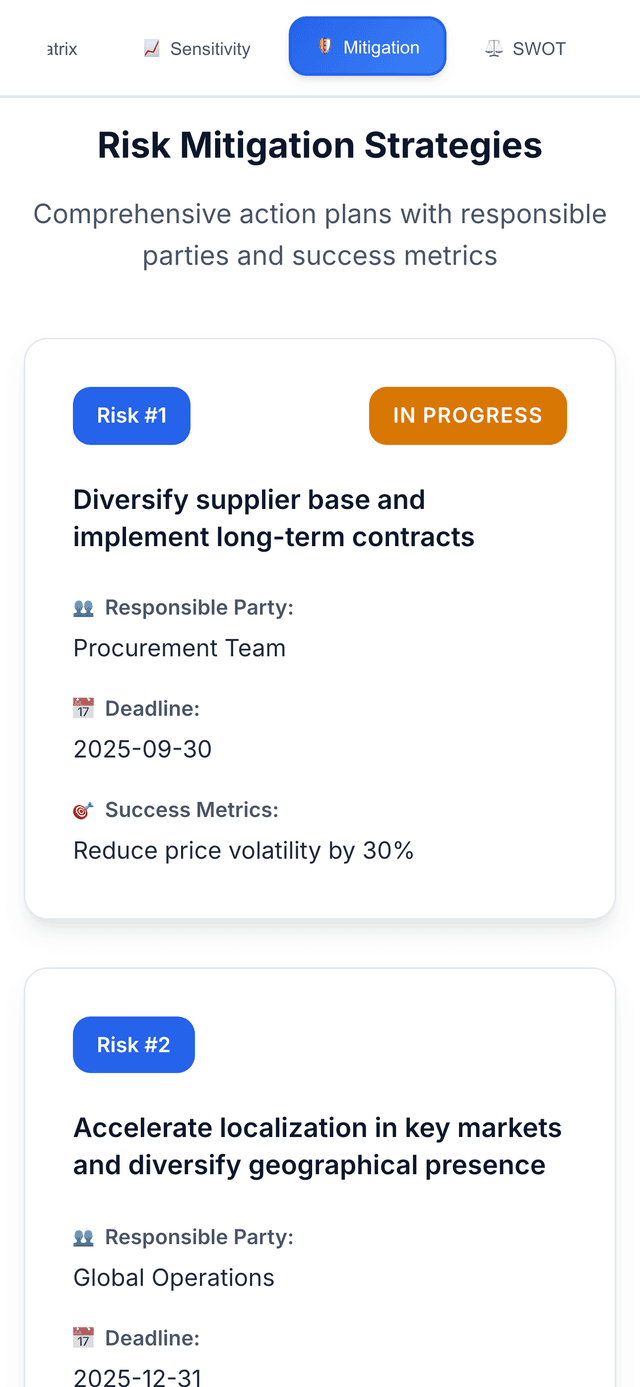 atrix
Sensitivity
Mitigation
SWOT
Risk Mitigation Strategies
Comprehensive action plans with responsible
parties and success metrics
Risk #1
IN PROGRESS
Diversify supplier base and
implement long-term contracts
Responsible Party:
Procurement Team
17
Deadline:
2025-09-30
Success Metrics:
Reduce price volatility by 30%
Risk #2
Accelerate localization in key markets
and diversify geographical presence
Responsible Party:
Global Operations
17
Deadline:
2025-12-31